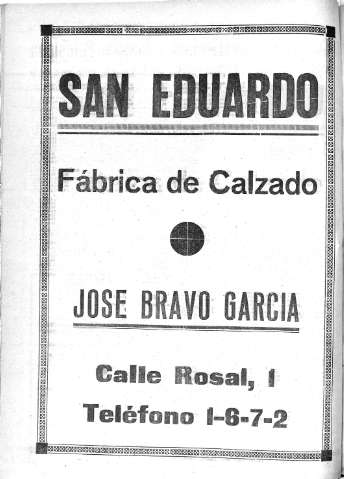 SAN EDUARDO
Fábrica de Calzado
JOSE BRAVO GARCIA
Calle Rosal, 1
Teléfono 1-6-7-2